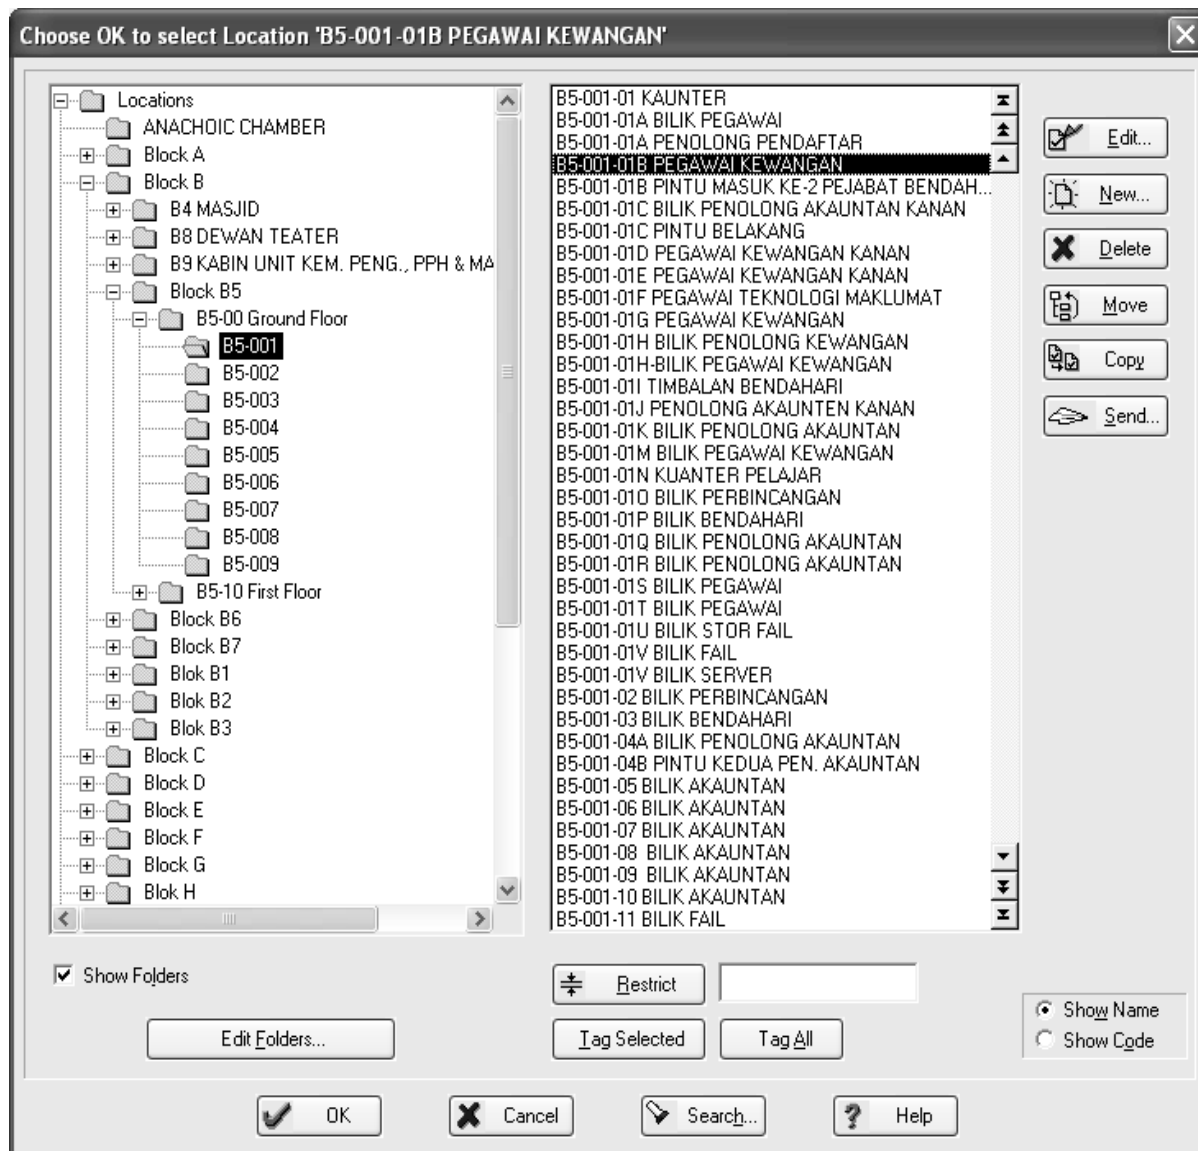 Choose OK to select Location 'B5-001-01B PEGAWAI KEWANGAN'
Locations
ANACHOIC CHAMBER
Block A
Block B
B4 MASJID
B8 DEWAN TEATER
B9 KABIN UNIT KEM. PENG., PPH & MA
Block B5
B5-00 Ground Floor
B5-001
B5-002
B5-003
B5-004
B5-005
B5-006
B5-007
B5-008
B5-009
B5-10 First Floor
Block B6
Block B7
Blok B1
Blok B2
Blok B3
Block C
Block D
Block E
Block F
Block G
Blok H
B5-001-01 KAUNTER
B5-001-01A BILIK PEGAWAI
B5-001-01A PENOLONG PENDAFTAR
B5-001-01B PEGAWAI KEWANGAN
B5-001-01B PINTU MASUK KE-2 PEJABAT BENDAH...
B5-001-01C BILIK PENOLONG AKAUNTAN KANAN
B5-001-01C PINTU BELAKANG
B5-001-01D PEGAWAI KEWANGAN KANAN
B5-001-01E PEGAWAI KEWANGAN KANAN
B5-001-01F PEGAWAI TEKNOLOGI MAKLUMAT
B5-001-01G PEGAWAI KEWANGAN
B5-001-01H BILIK PENOLONG KEWANGAN
B5-001-01H-BILIK PEGAWAI KEWANGAN
B5-001-01I TIMBALAN BENDAHARI
B5-001-01J PENOLONG AKAUNTEN KANAN
B5-001-01K BILIK PENOLONG AKAUNTAN
B5-001-01M BILIK PEGAWAI KEWANGAN
B5-001-01N KUANTER PELAJAR
B5-001-01O BILIK PERBINCANGAN
B5-001-01P BILIK BENDAHARI
B5-001-01Q BILIK PENOLONG AKAUNTAN
B5-001-01R BILIK PENOLONG AKAUNTAN
B5-001-01S BILIK PEGAWAI
B5-001-01T BILIK PEGAWAI
B5-001-01U BILIK STOR FAIL
B5-001-01V BILIK FAIL
B5-001-01V BILIK SERVER
B5-001-02 BILIK PERBINCANGAN
B5-001-03 BILIK BENDAHARI
B5-001-04A BILIK PENOLONG AKAUNTAN
B5-001-04B PINTU KEDUA PEN. AKAUNTAN
B5-001-05 BILIK AKAUNTAN
B5-001-06 BILIK AKAUNTAN
B5-001-07 BILIK AKAUNTAN
B5-001-08 BILIK AKAUNTAN
B5-001-09 BILIK AKAUNTAN
B5-001-10 BILIK AKAUNTAN
B5-001-11 BILIK FAIL
Edit...
New...
Delete
Move
Copy
Send...
Show Folders
Edit Folders...
Restrict
Tag Selected
Tag All
Show Name
Show Code
OK
Cancel
Search...
Help